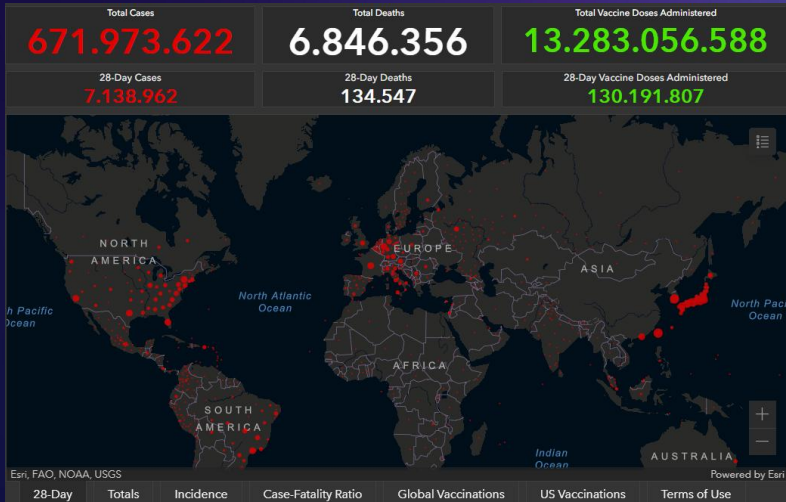 Total Cases
671.973.622
Total Deaths
6.846.356
Total Vaccine Doses Administered
13.283.056.588
28-Day Cases
7.138.962
28-Day Deaths
134.547
28-Day Vaccine Doses Administered
130.191.807
NORTH
AMERICA
EUROPE
ASIA
North Atlantic
Ocean
h Pacific
Ocean
North Paci
Ocean
AFRICA
SOUTH
AMERICA
Indian
Ocean
AUSTRALIA
Esri, FAO, NOAA, USGS
Powered by Esri
28-Day Totals Incidence Case-Fatality Ratio Global Vaccinations US Vaccinations Terms of Use